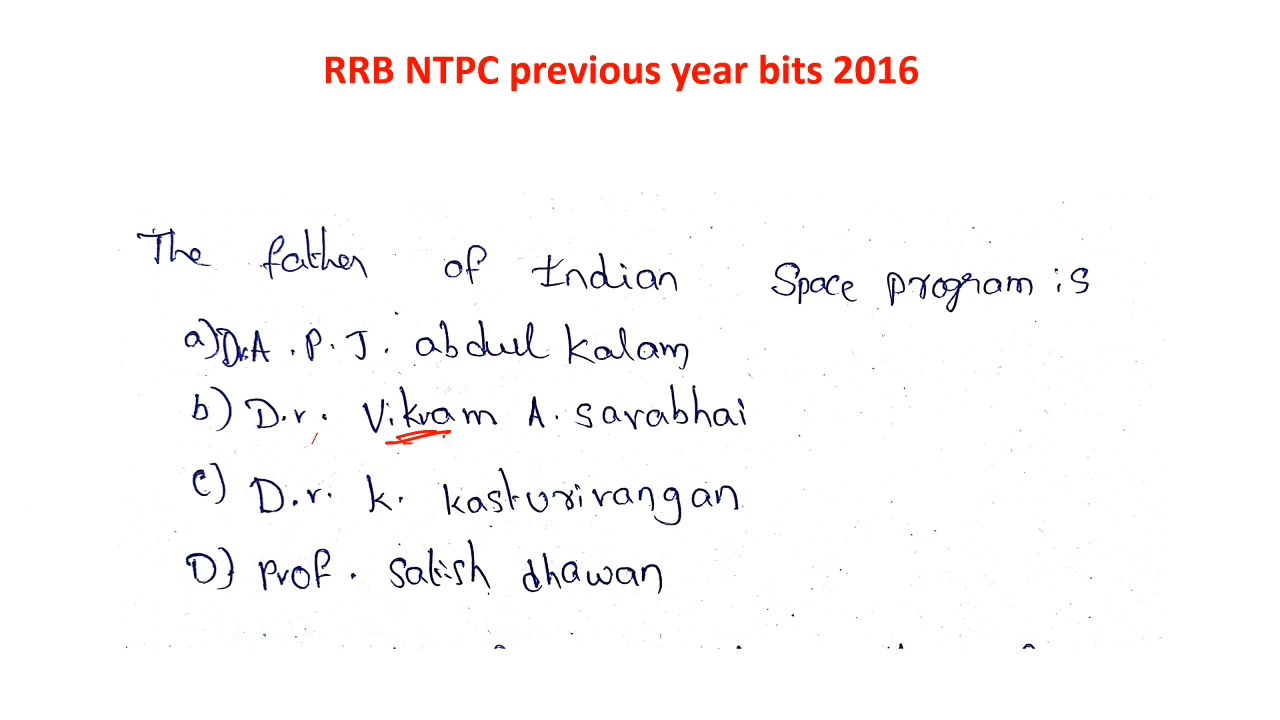 RRB NTPC previous year bits 2016
The father of Indian Space program is
a) Dr. A. P. J. abdul kalam
b) D.r. Vikram A. sarabhai
c) D.r. k. kasturirangan
D) Prof. Satish dhawan